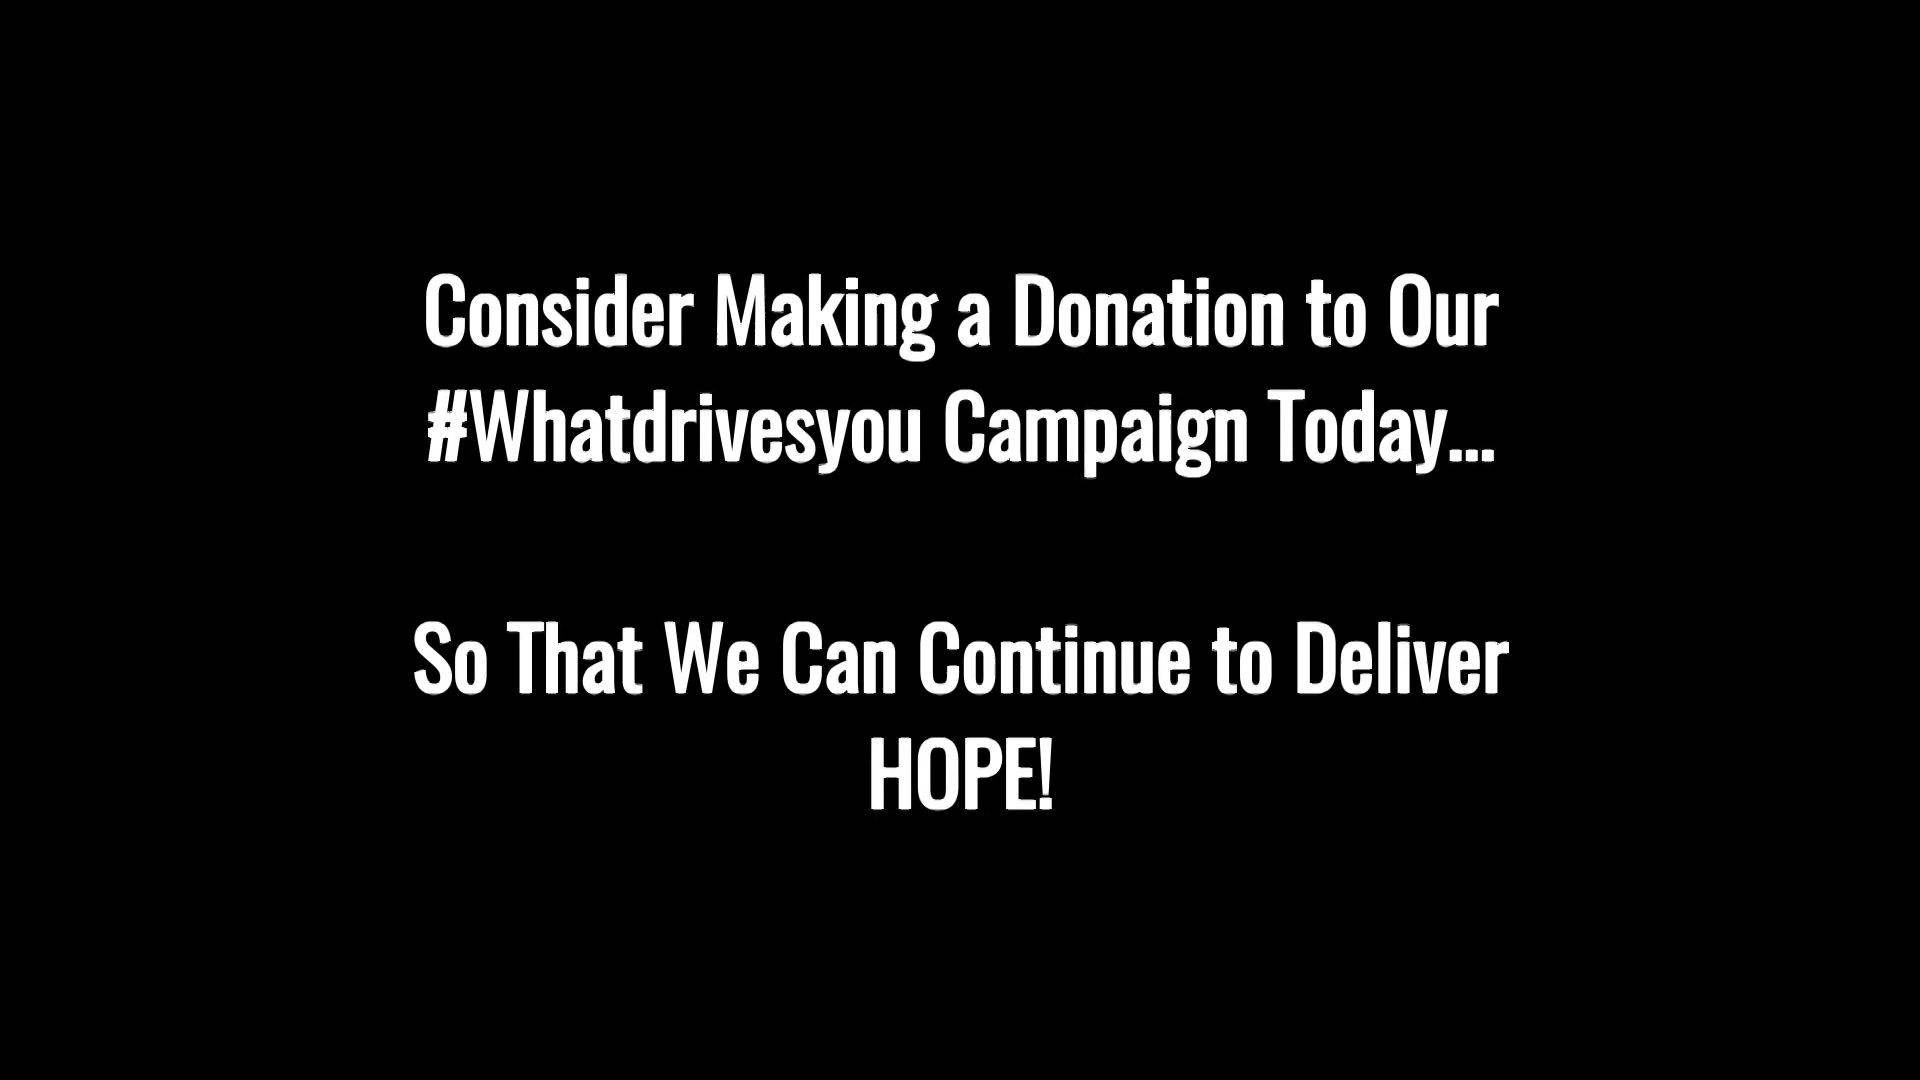 Consider Making a Donation to Our
#Whatdrivesyou Campaign Today...
So That We Can Continue to Deliver
HOPE!